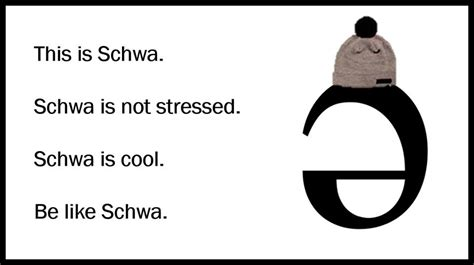 This is Schwa.
Schwa is not stressed.
Schwa is cool.
Be like Schwa.
ə